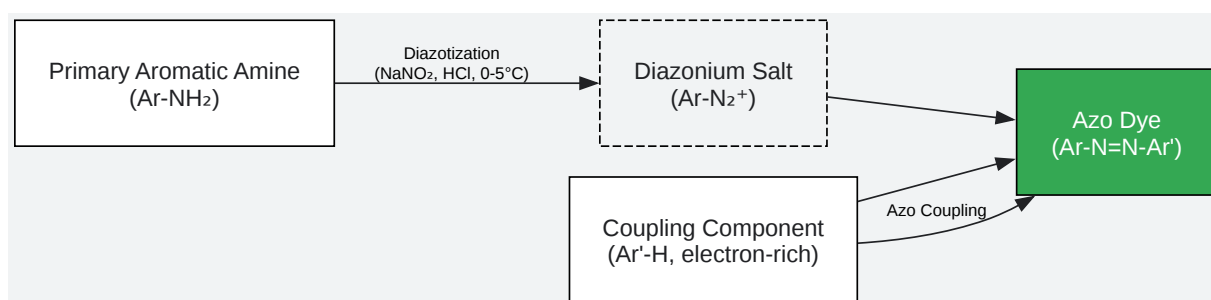 Primary Aromatic Amine
(Ar-NH₂)
Diazotization
(NaNO₂, HCl, 0-5°C)
Diazonium Salt
(Ar-N₂⁺)
Azo Dye
(Ar-N=N-Ar')
Coupling Component
(Ar'-H, electron-rich)
Azo Coupling